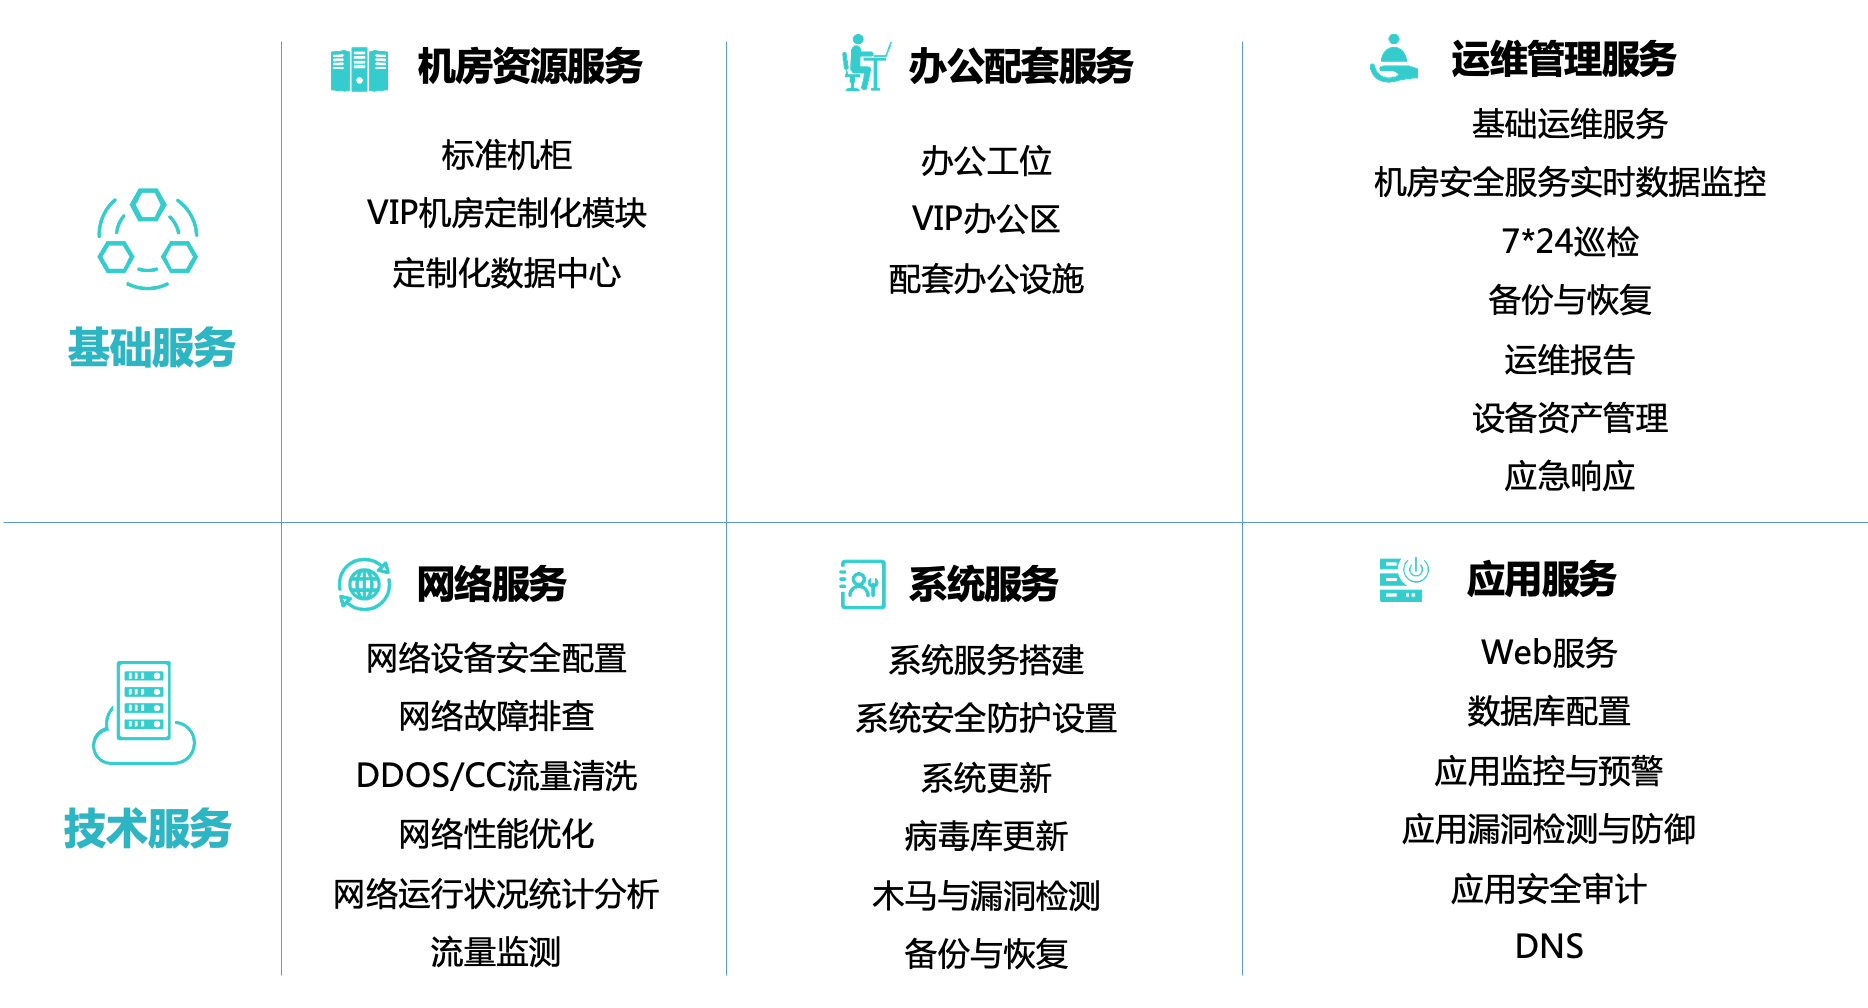 基础服务
机房资源服务
标准机柜
VIP机房定制化模块
定制化数据中心
办公配套服务
办公工位
VIP办公区
配套办公设施
运维管理服务
基础运维服务
机房安全服务实时数据监控
7*24巡检
备份与恢复
运维报告
设备资产管理
应急响应
技术服务
网络服务
网络设备安全配置
网络故障排查
DDOS/CC流量清洗
网络性能优化
网络运行状况统计分析
流量监测
系统服务
系统服务搭建
系统安全防护设置
系统更新
病毒库更新
木马与漏洞检测
备份与恢复
应用服务
Web服务
数据库配置
应用监控与预警
应用漏洞检测与防御
应用安全审计
DNS